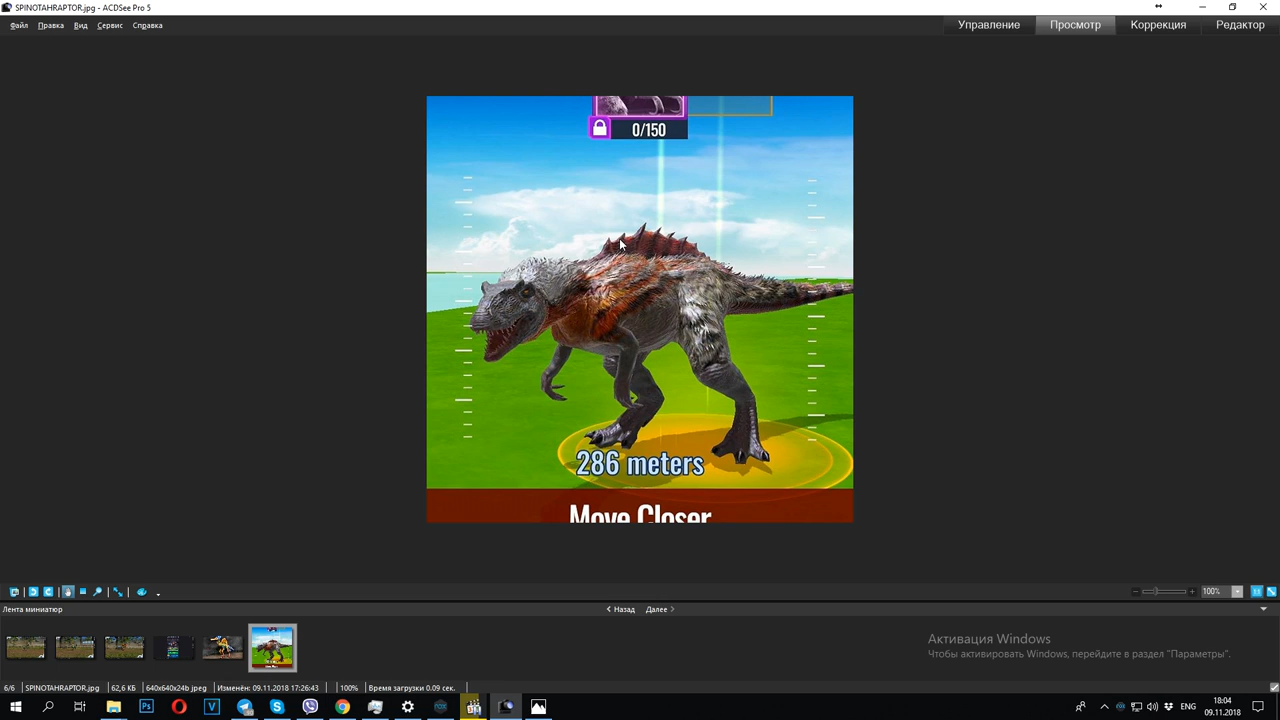 SPINOTAHRAPTOR.jpg - ACDSee Pro 5
Файл Правка Вид Сервис Справка
Управление Просмотр Коррекция Редактор
0/150
286 meters
Move Closer
100%
Лента миниатюр
Назад Далее
Активация Windows
Чтобы активировать Windows, перейдите в раздел "Параметры".
6/6 SPINOTAHRAPTOR.jpg 62,6 КБ 640x640x24b jpeg Изменён: 09.11.2018 17:26:43 100% Время загрузки 0.09 сек.
Ps V nox ENG
18:04
09.11.2018